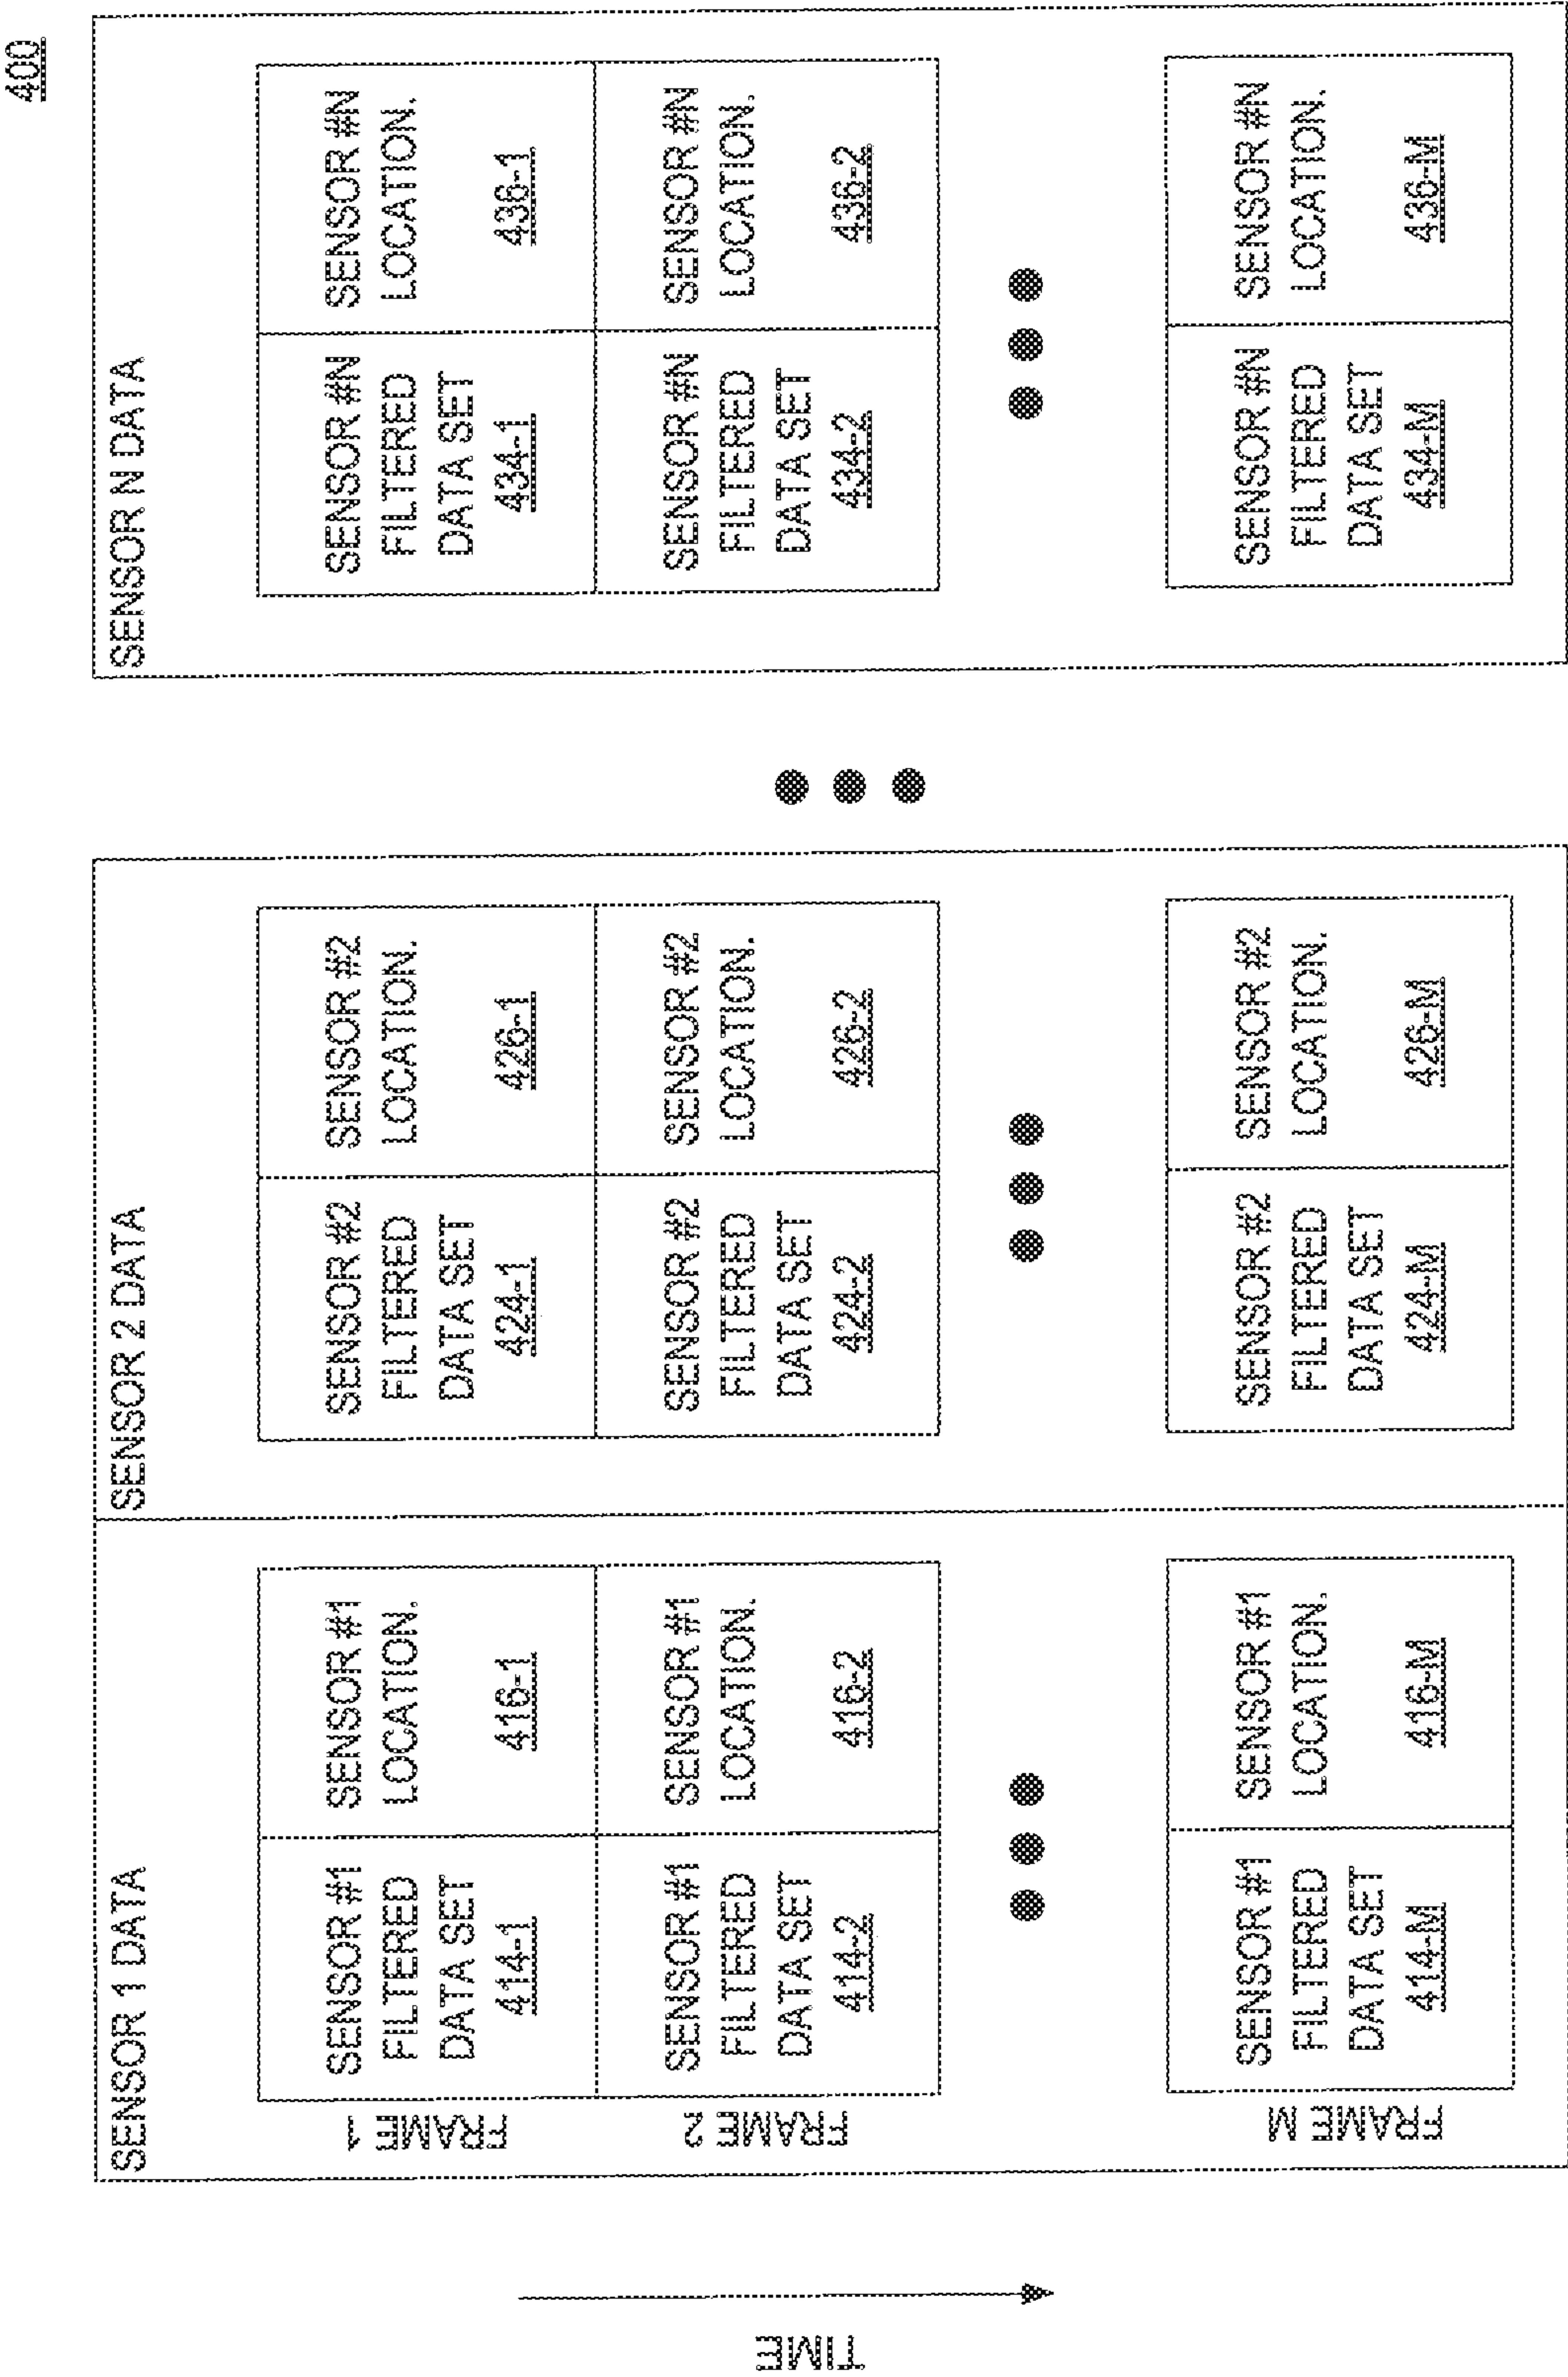 400
SENSOR 1 DATA
SENSOR 2 DATA
SENSOR N DATA
TIME
FRAME 1
SENSOR #1
FILTERED
DATA SET
414-1
SENSOR #1
LOCATION.
416-1
SENSOR #2
FILTERED
DATA SET
424-1
SENSOR #2
LOCATION.
426-1
SENSOR #N
FILTERED
DATA SET
434-1
SENSOR #N
LOCATION.
436-1
FRAME 2
SENSOR #1
FILTERED
DATA SET
414-2
SENSOR #1
LOCATION.
416-2
SENSOR #2
FILTERED
DATA SET
424-2
SENSOR #2
LOCATION.
426-2
SENSOR #N
FILTERED
DATA SET
434-2
SENSOR #N
LOCATION.
436-2
FRAME M
SENSOR #1
FILTERED
DATA SET
414-M
SENSOR #1
LOCATION.
416-M
SENSOR #2
FILTERED
DATA SET
424-M
SENSOR #2
LOCATION.
426-M
SENSOR #N
FILTERED
DATA SET
434-M
SENSOR #N
LOCATION.
436-M